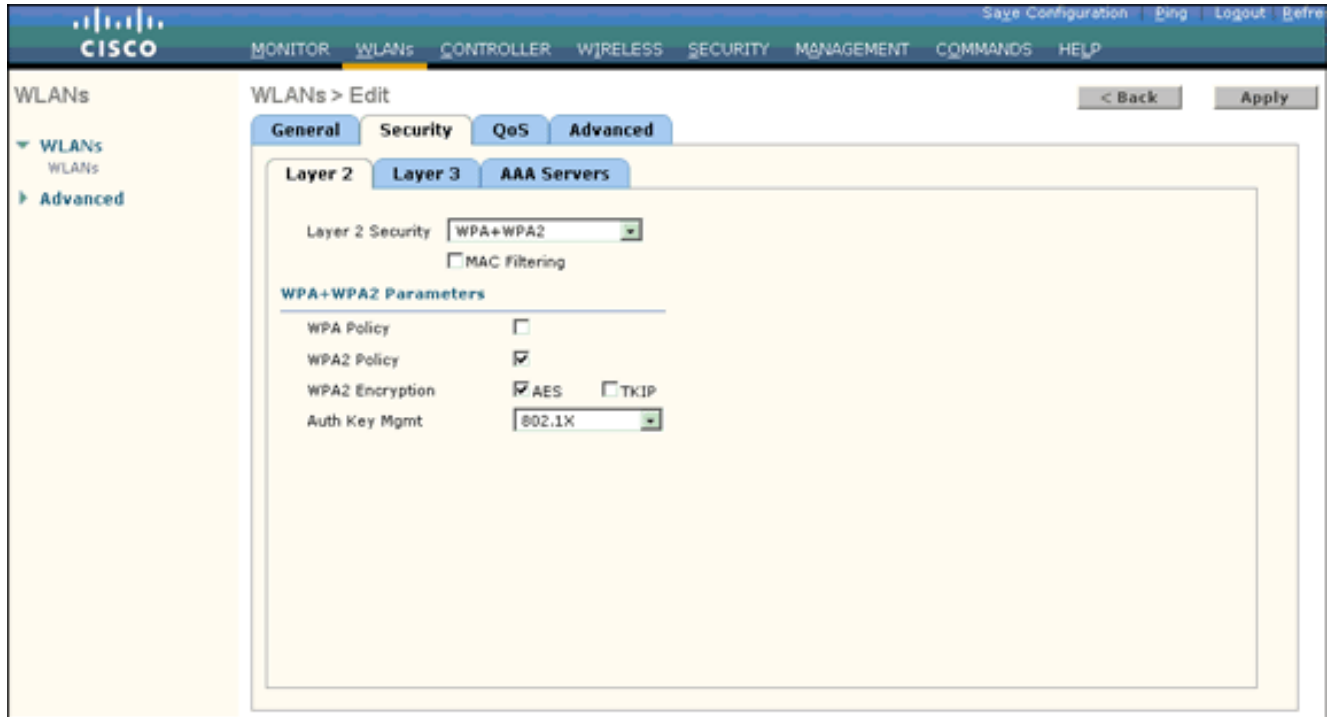 Save Configuration Ping Logout Refre
CISCO MONITOR WLANs CONTROLLER WIRELESS SECURITY MANAGEMENT COMMANDS HELP
WLANs
WLANs
WLANs
Advanced
WLANs > Edit
< Back Apply
General Security QoS Advanced
Layer 2 Layer 3 AAA Servers
Layer 2 Security WPA+WPA2
MAC Filtering
WPA+WPA2 Parameters
WPA Policy
WPA2 Policy
WPA2 Encryption AES TKIP
Auth Key Mgmt 802.1X